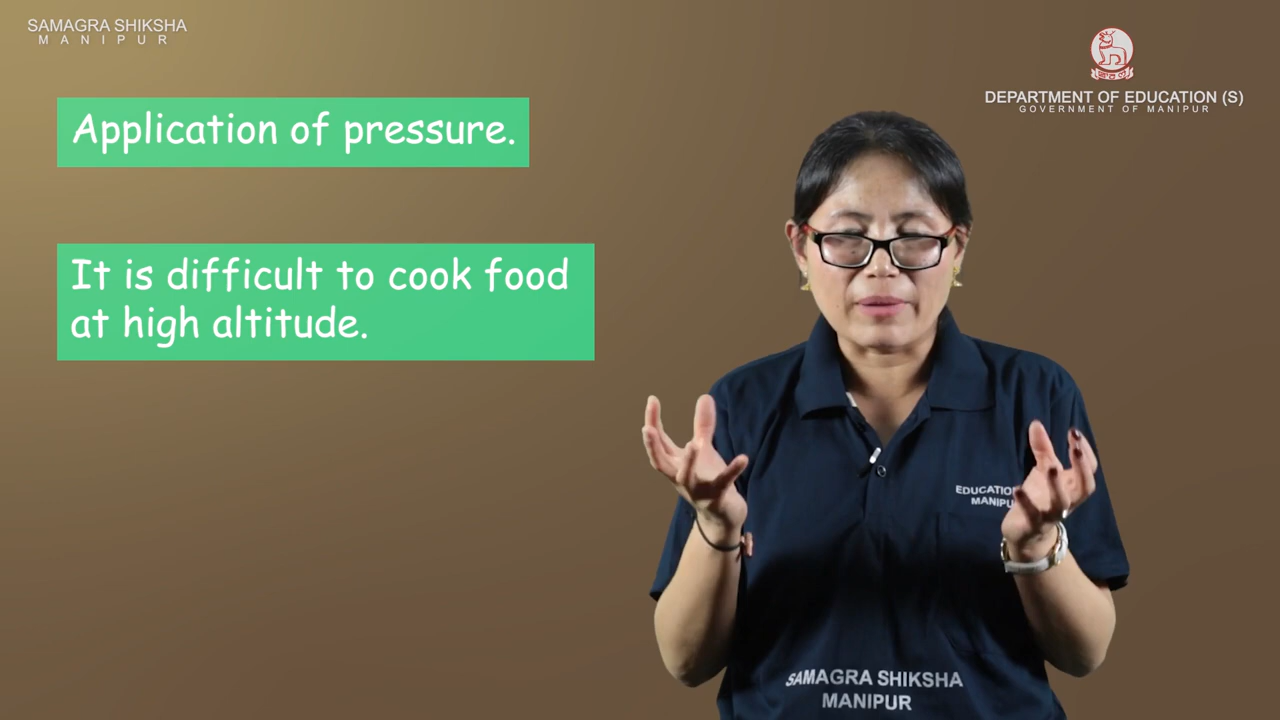 SAMAGRA SHIKSHA
MANIPUR
DEPARTMENT OF EDUCATION (S)
GOVERNMENT OF MANIPUR
Application of pressure.
It is difficult to cook food
at high altitude.
EDUCATION
SAMAGRA SHIKSHA
MANIPUR